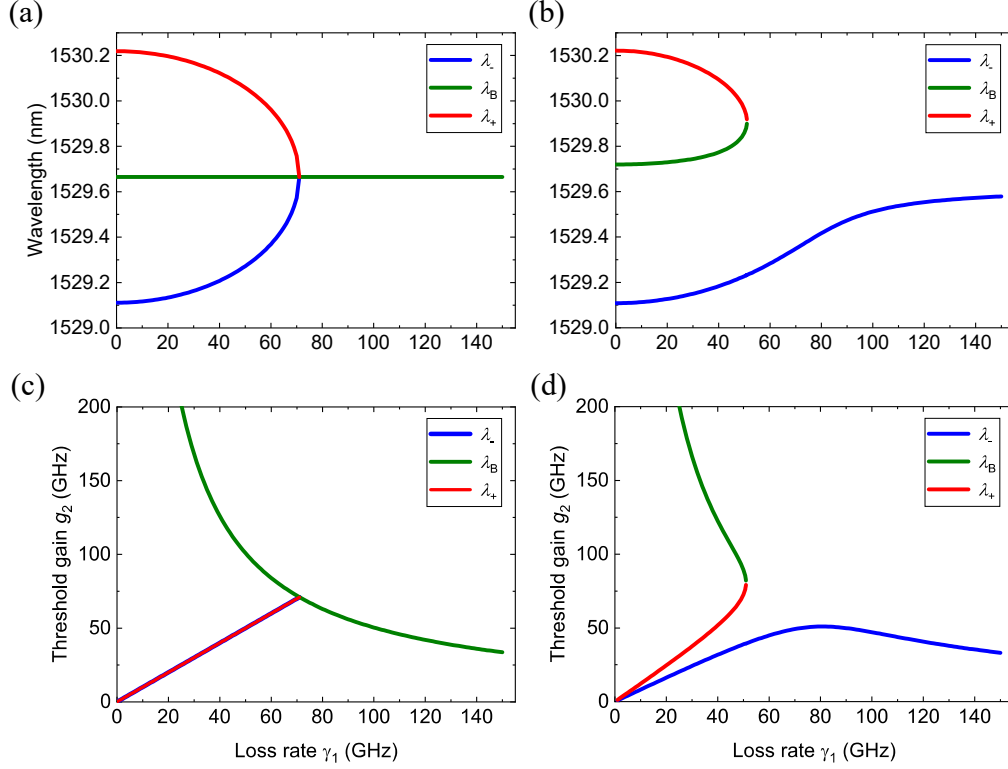 (a)
(b)
Wavelength (nm)
1530.2
1530.0
1529.8
1529.6
1529.4
1529.2
1529.0
0 20 40 60 80 100 120 140
λ₋
λ_B
λ₊
1530.2
1530.0
1529.8
1529.6
1529.4
1529.2
1529.0
0 20 40 60 80 100 120 140
λ₋
λ_B
λ₊
(c)
(d)
Threshold gain g₂ (GHz)
200
150
100
50
0
0 20 40 60 80 100 120 140
Loss rate γ₁ (GHz)
λ₋
λ_B
λ₊
Threshold gain g₂ (GHz)
200
150
100
50
0
0 20 40 60 80 100 120 140
Loss rate γ₁ (GHz)
λ₋
λ_B
λ₊